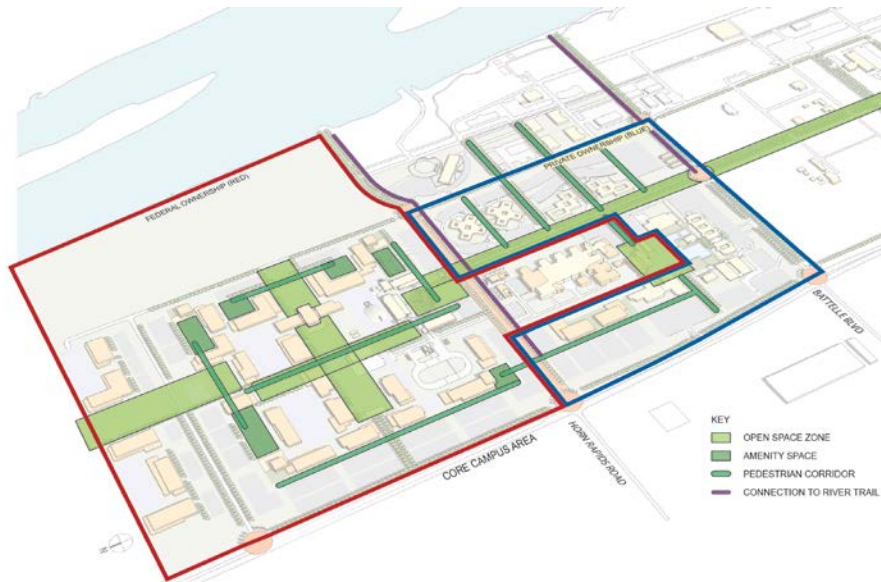 FEDERAL OWNERSHIP (RED)
PRIVATE OWNERSHIP (BLUE)
BATTELLE BLVD
HORN RAPIDS ROAD
CORE CAMPUS AREA
KEY
OPEN SPACE ZONE
AMENITY SPACE
PEDESTRIAN CORRIDOR
CONNECTION TO RIVER TRAIL